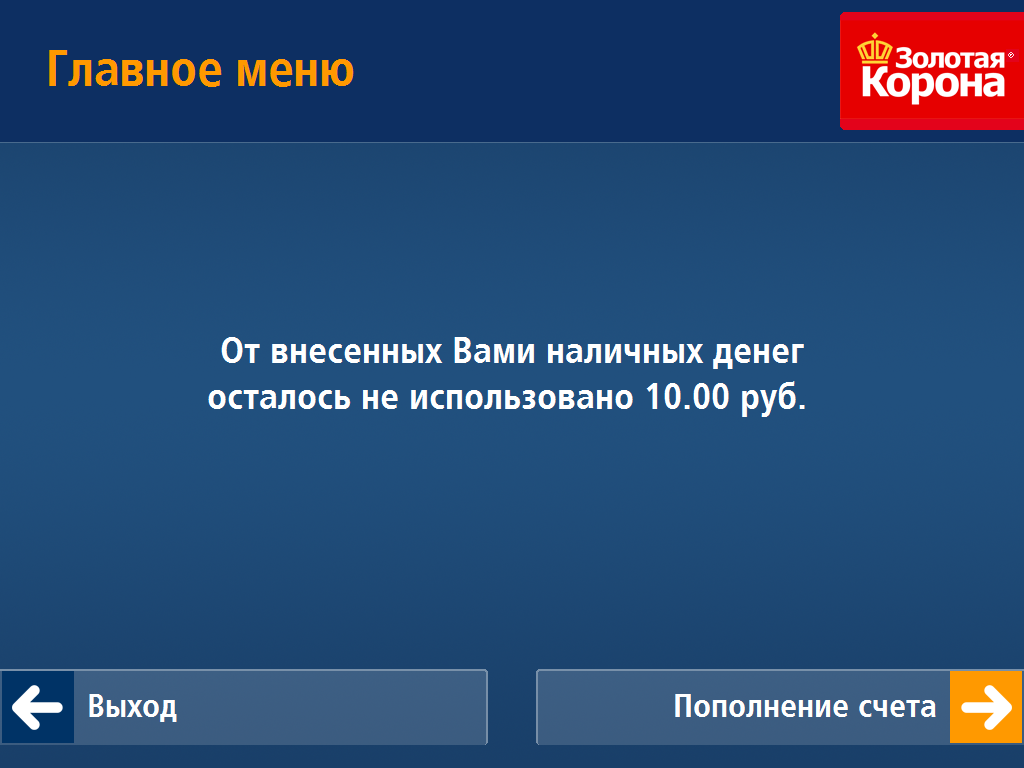 Главное меню
Золотая
Корона
От внесенных Вами наличных денег
осталось не использовано 10.00 руб.
Выход
Пополнение счета